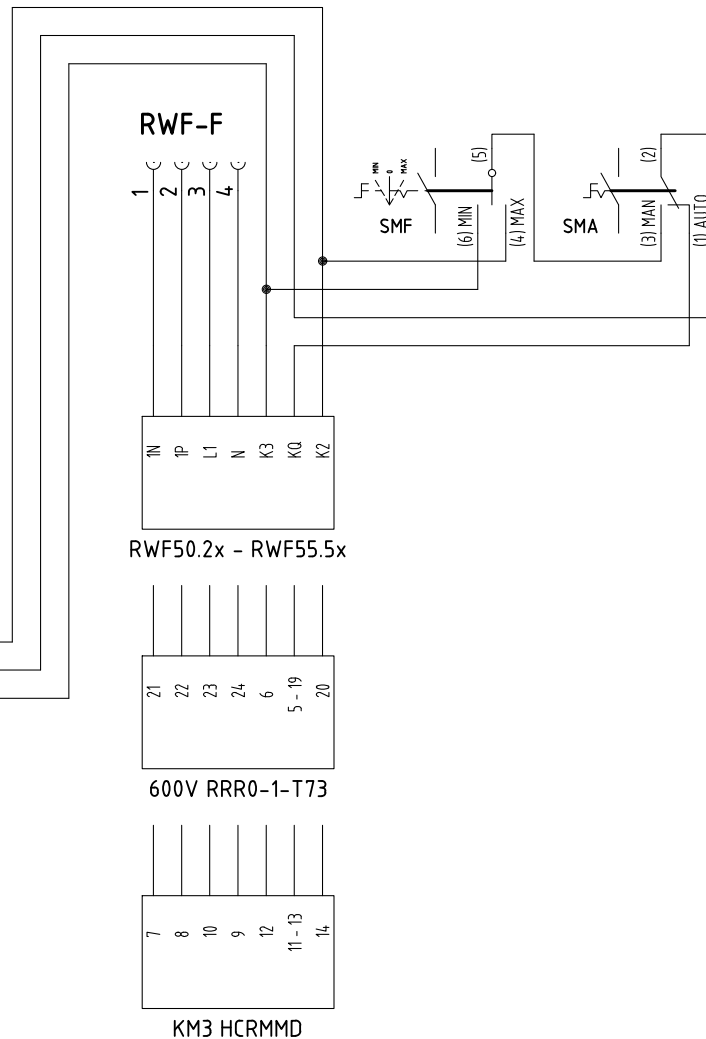 RWF-F
1
2
3
4
MIN
0
MAX
SMF
(5)
(6) MIN
(4) MAX
SMA
(2)
(3) MAN
(1) AUTO
1N
1P
L1
N
K3
KQ
K2
RWF50.2x - RWF55.5x
21
22
23
24
6
5 - 19
20
600V RRR0-1-T73
7
8
10
9
12
11 - 13
14
KM3 HCRMMD